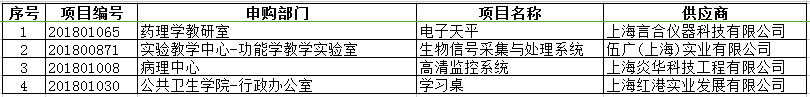 序号 项目编号 申购部门 项目名称 供应商
1 201801065 药理学教研室 电子天平 上海言合仪器科技有限公司
2 201800871 实验教学中心-功能学教学实验室 生物信号采集与处理系统 伍广(上海)实业有限公司
3 201801008 病理中心 高清监控系统 上海炎华科技工程有限公司
4 201801030 公共卫生学院-行政办公室 学习桌 上海红港实业发展有限公司